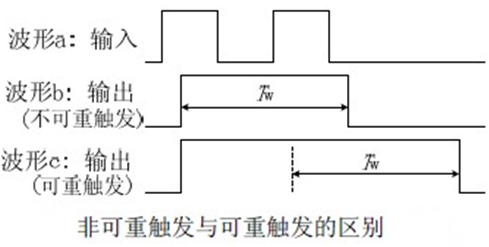 波形a: 输入
波形b: 输出
(不可重触发)
Tw
波形c: 输出
(可重触发)
Tw
非可重触发与可重触发的区别